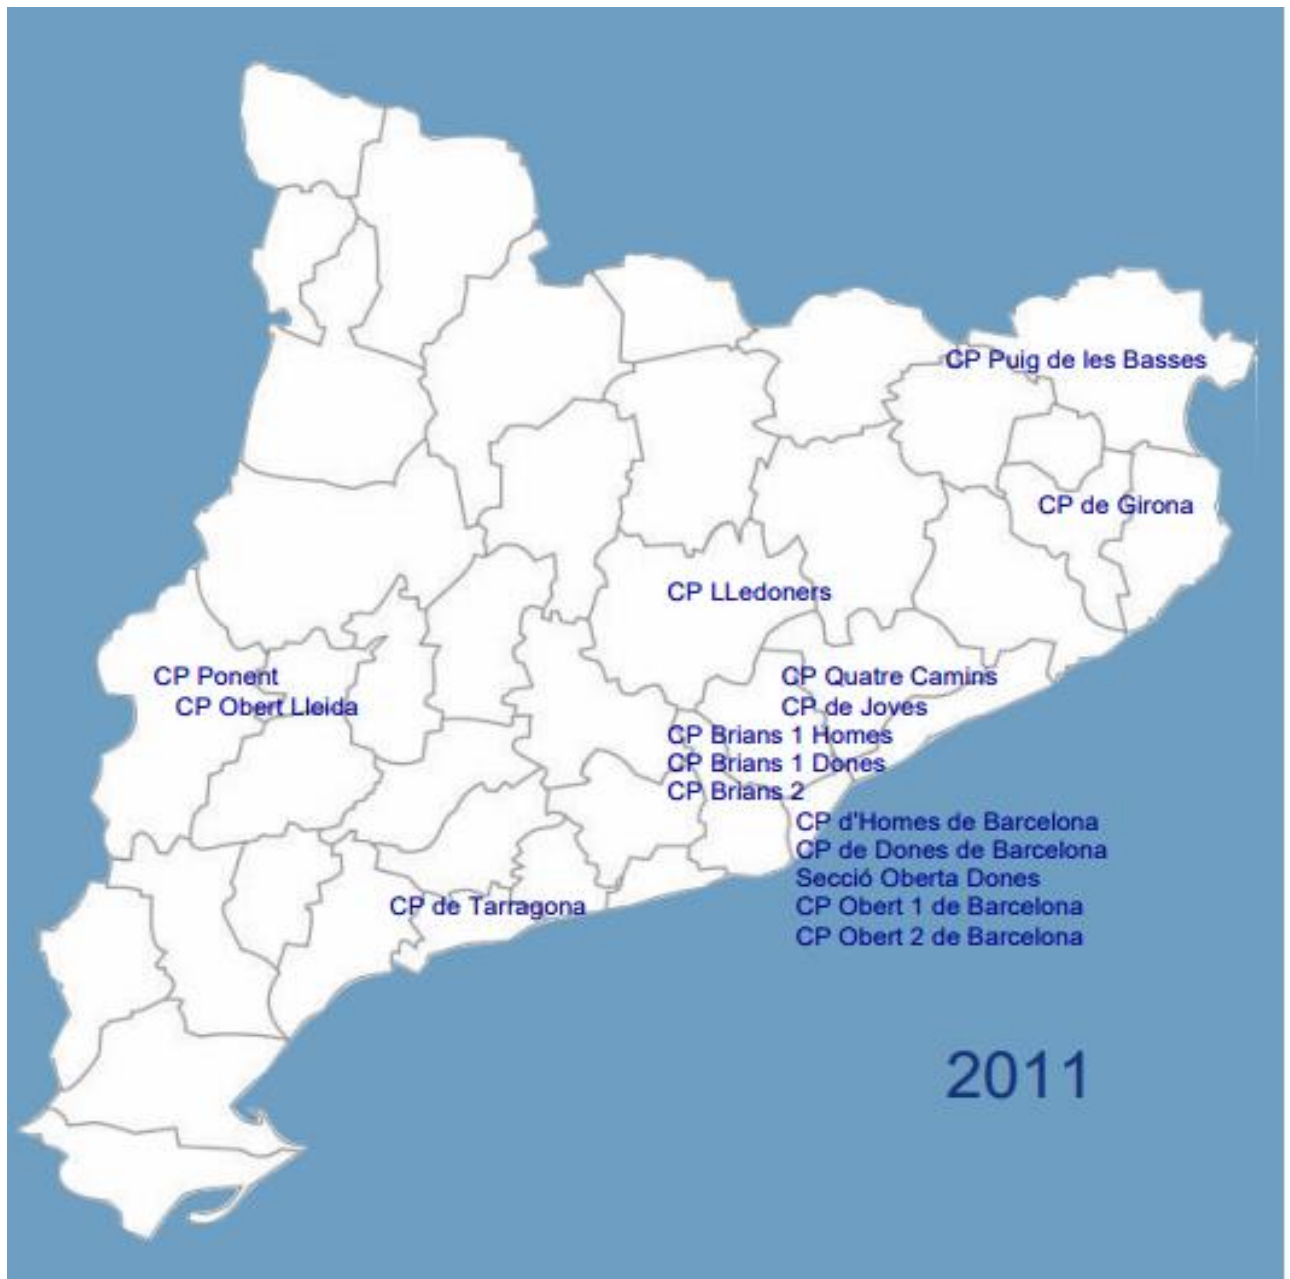 CP Puig de les Basses
CP de Girona
CP LLedoners
CP Ponent
CP Obert Lleida
CP Quatre Camins
CP de Joves
CP Brians 1 Homes
CP Brians 1 Dones
CP Brians 2
CP d'Homes de Barcelona
CP de Dones de Barcelona
Secció Oberta Dones
CP Obert 1 de Barcelona
CP Obert 2 de Barcelona
CP de Tarragona
2011